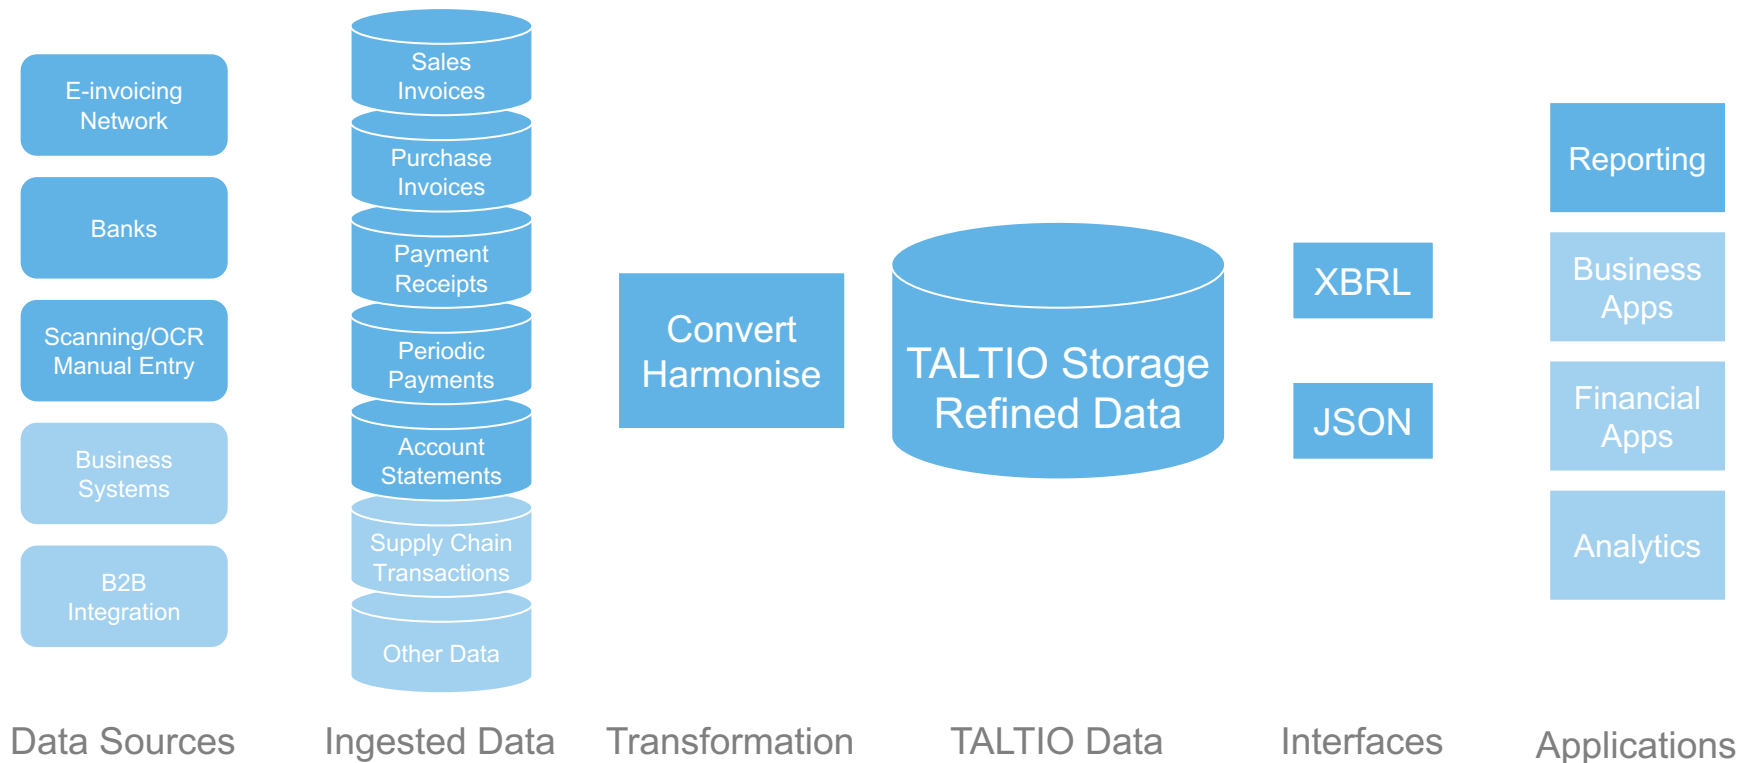 E-invoicing
Network
Banks
Scanning/OCR
Manual Entry
Business
Systems
B2B
Integration
Data Sources
Sales
Invoices
Purchase
Invoices
Payment
Receipts
Periodic
Payments
Account
Statements
Supply Chain
Transactions
Other Data
Ingested Data
Convert
Harmonise
Transformation
TALTIO Storage
Refined Data
TALTIO Data
XBRL
JSON
Interfaces
Reporting
Business
Apps
Financial
Apps
Analytics
Applications